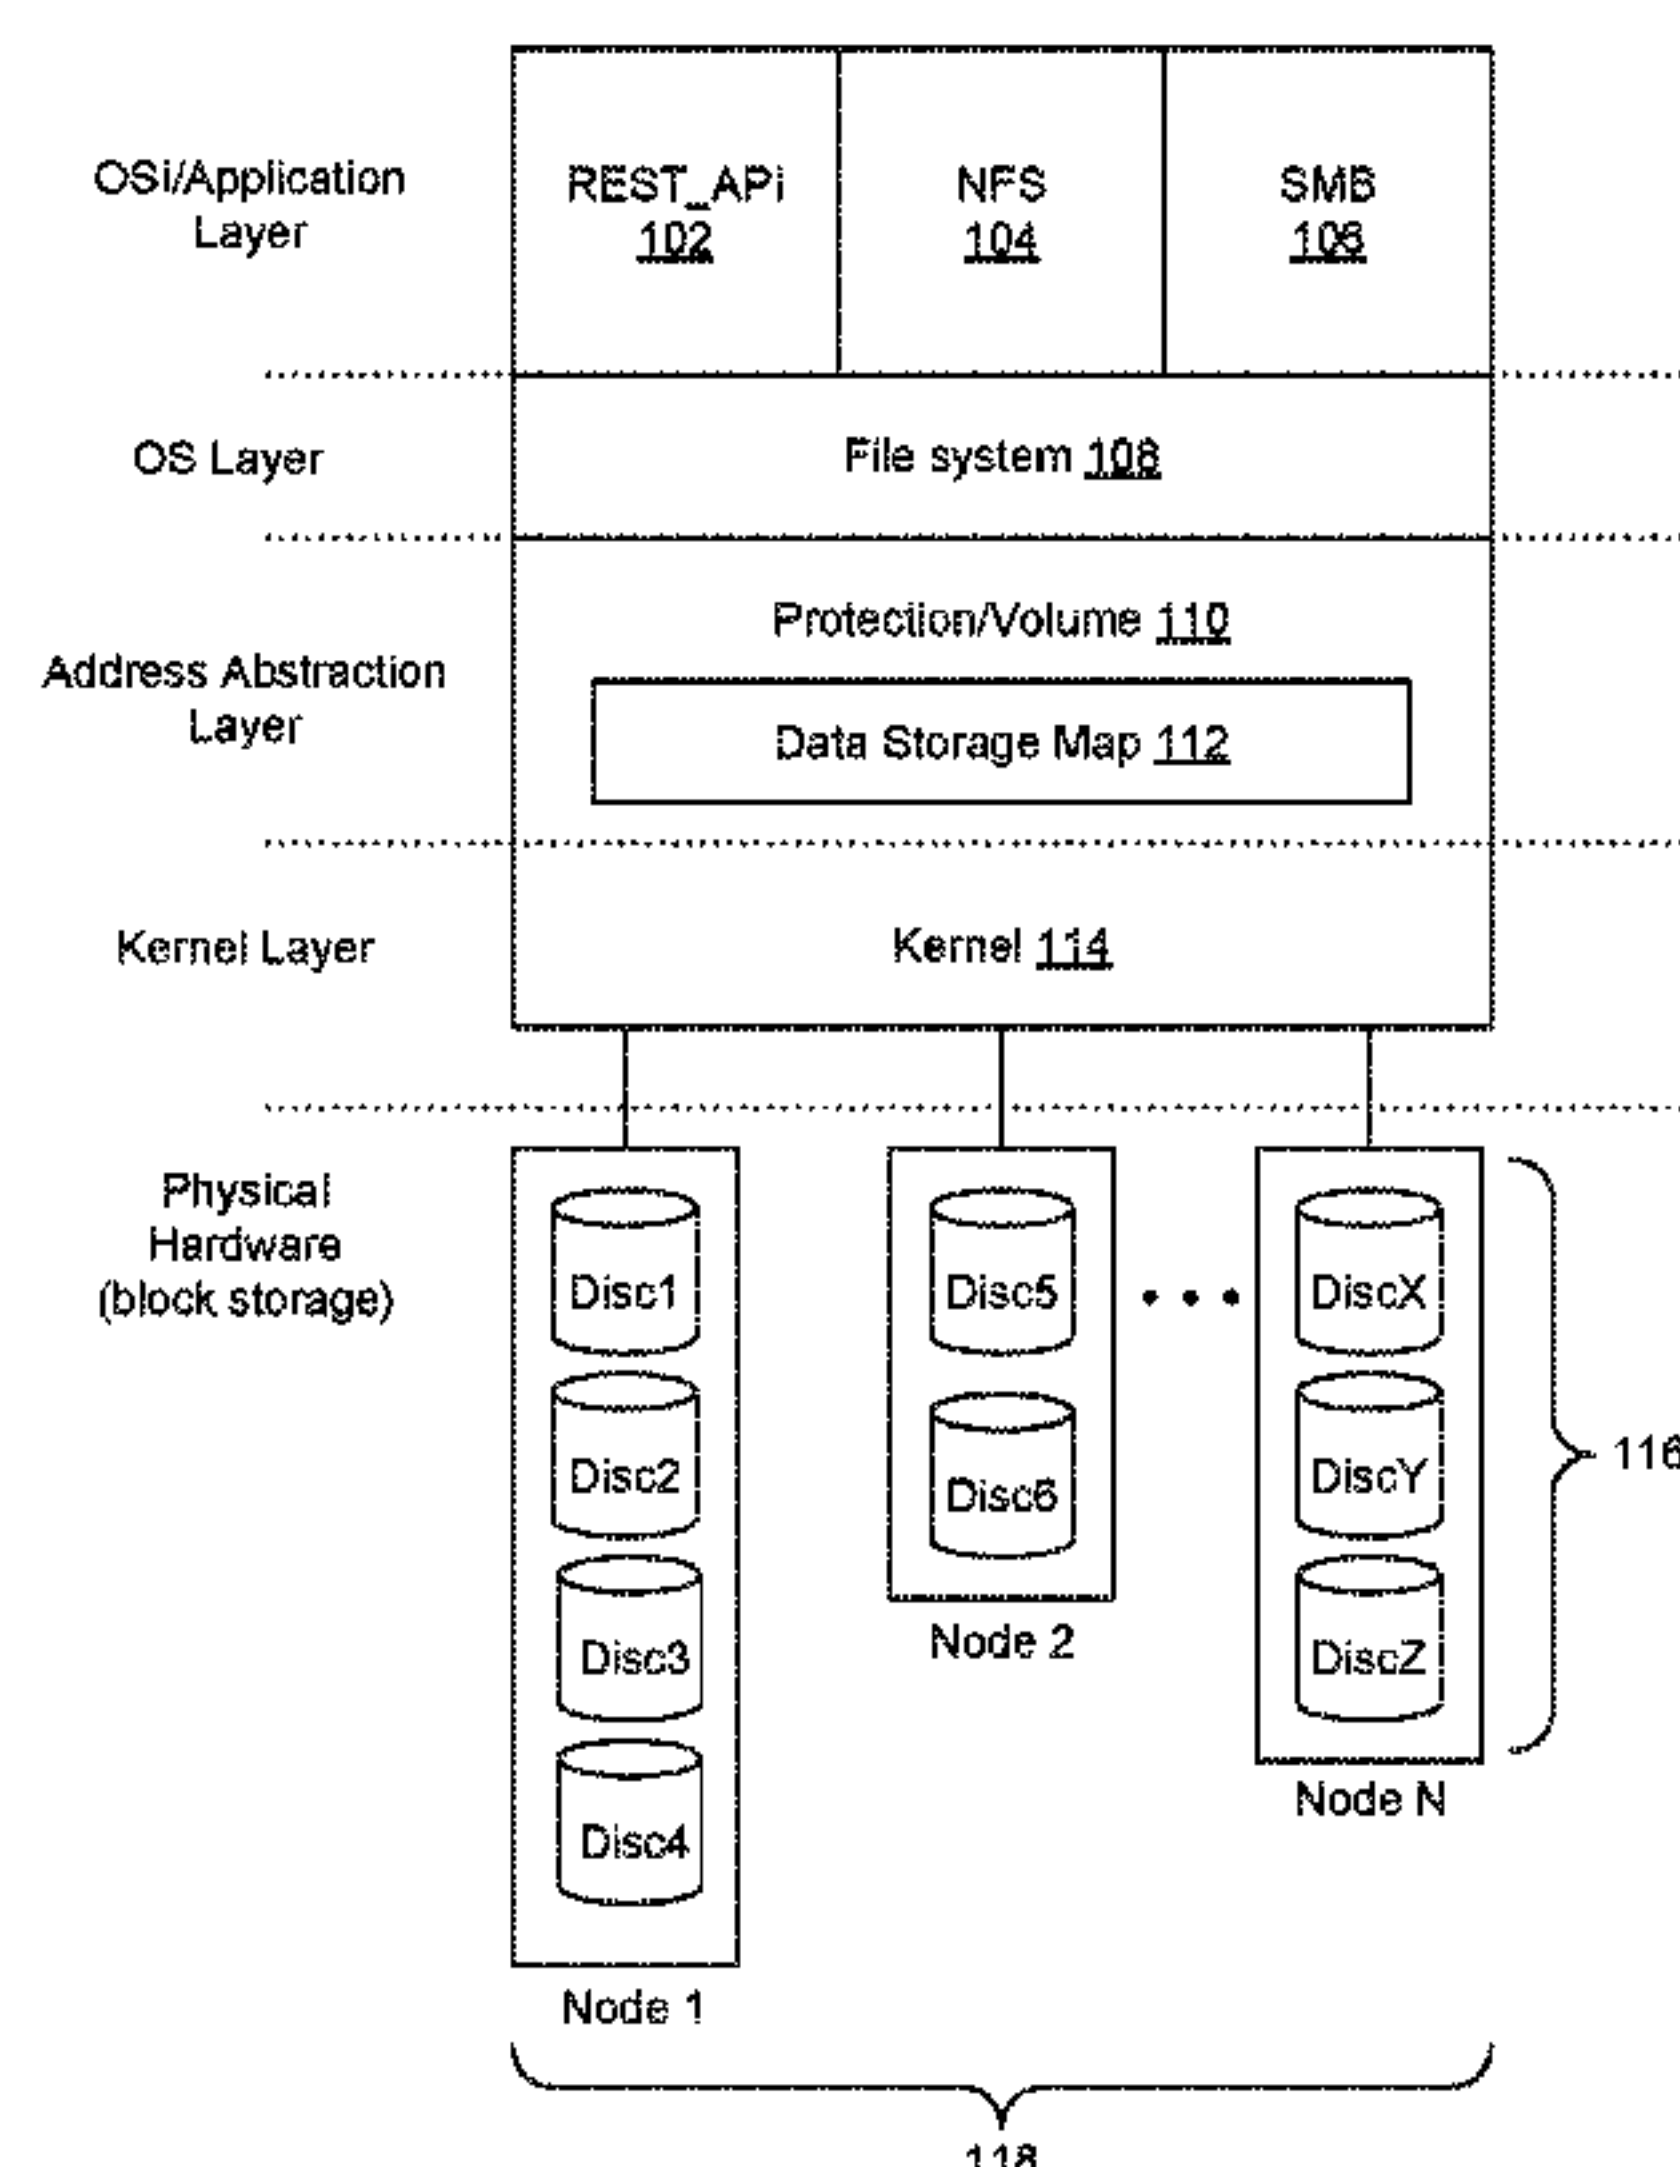 OSi/Application
Layer
REST_APi
102
NFS
104
SMB
106
OS Layer
File system 108
Protection/Volume 110
Address Abstraction
Layer
Data Storage Map 112
Kernel Layer
Kernel 114
Physical
Hardware
(block storage)
Disc1
Disc2
Disc3
Disc4
Node 1
Disc5
Disc6
Node 2
DiscX
DiscY
DiscZ
Node N
116
118